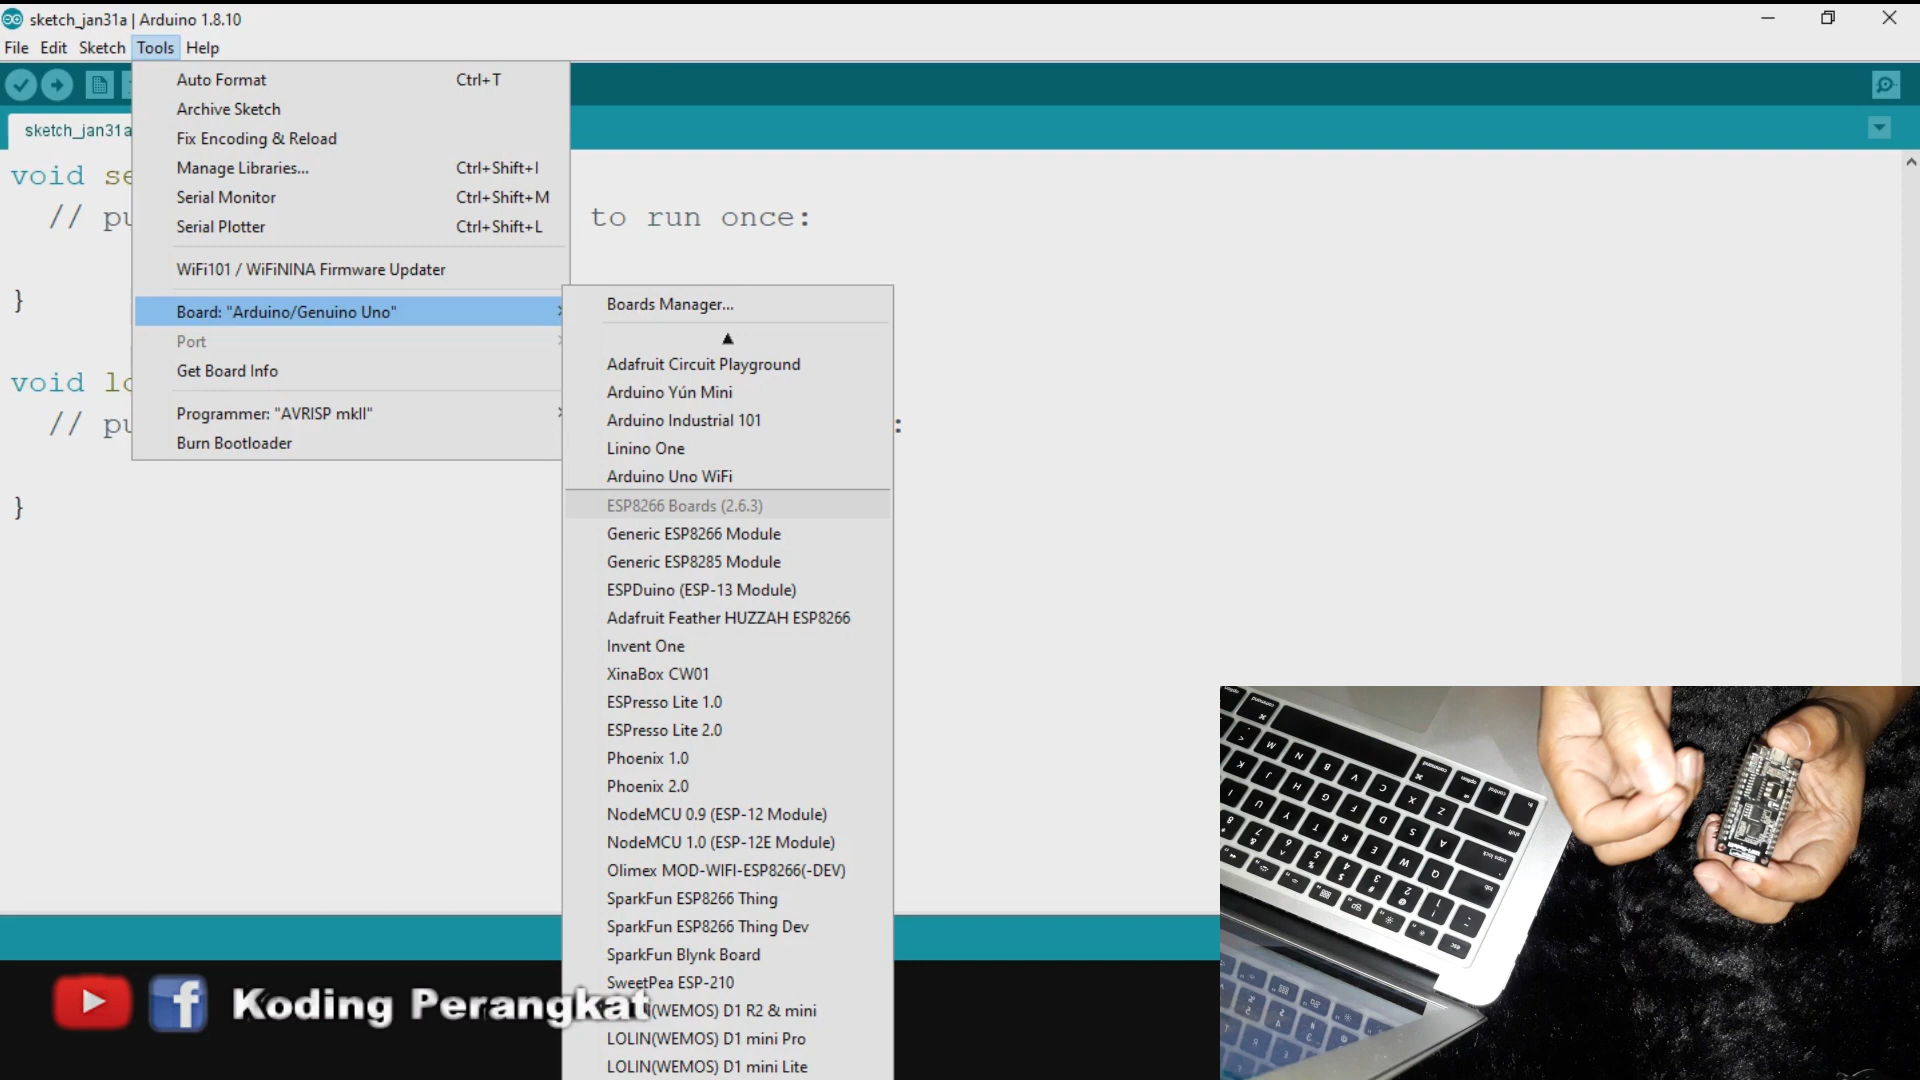 sketch_jan31a | Arduino 1.8.10
File Edit Sketch Tools Help
Auto Format Ctrl+T
Archive Sketch
Fix Encoding & Reload
Manage Libraries... Ctrl+Shift+I
Serial Monitor Ctrl+Shift+M
Serial Plotter Ctrl+Shift+L
WiFi101 / WiFiNINA Firmware Updater
Board: "Arduino/Genuino Uno"
Port
Get Board Info
Programmer: "AVRISP mkII"
Burn Bootloader
sketch_jan31a
void se
// pu to run once:
}
void lo
// pu :
}
Boards Manager...
Adafruit Circuit Playground
Arduino Yún Mini
Arduino Industrial 101
Linino One
Arduino Uno WiFi
ESP8266 Boards (2.6.3)
Generic ESP8266 Module
Generic ESP8285 Module
ESPDuino (ESP-13 Module)
Adafruit Feather HUZZAH ESP8266
Invent One
XinaBox CW01
ESPresso Lite 1.0
ESPresso Lite 2.0
Phoenix 1.0
Phoenix 2.0
NodeMCU 0.9 (ESP-12 Module)
NodeMCU 1.0 (ESP-12E Module)
Olimex MOD-WIFI-ESP8266(-DEV)
SparkFun ESP8266 Thing
SparkFun ESP8266 Thing Dev
SparkFun Blynk Board
SweetPea ESP-210
(WEMOS) D1 R2 & mini
LOLIN(WEMOS) D1 mini Pro
LOLIN(WEMOS) D1 mini Lite
Koding Perangkat